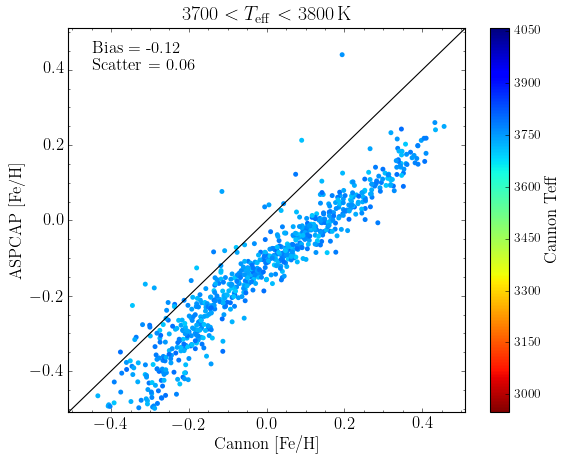 3700 < T_eff < 3800 K
Bias = -0.12
Scatter = 0.06
ASPCAP [Fe/H]
0.4
0.2
0.0
−0.2
−0.4
−0.4 −0.2 0.0 0.2 0.4
Cannon [Fe/H]
4050
3900
3750
3600
3450
3300
3150
3000
Cannon Teff